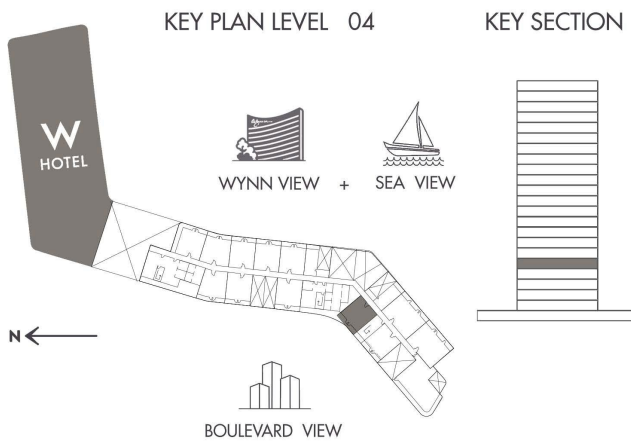 KEY PLAN LEVEL 04
KEY SECTION
W
HOTEL
WYNN VIEW + SEA VIEW
N
BOULEVARD VIEW